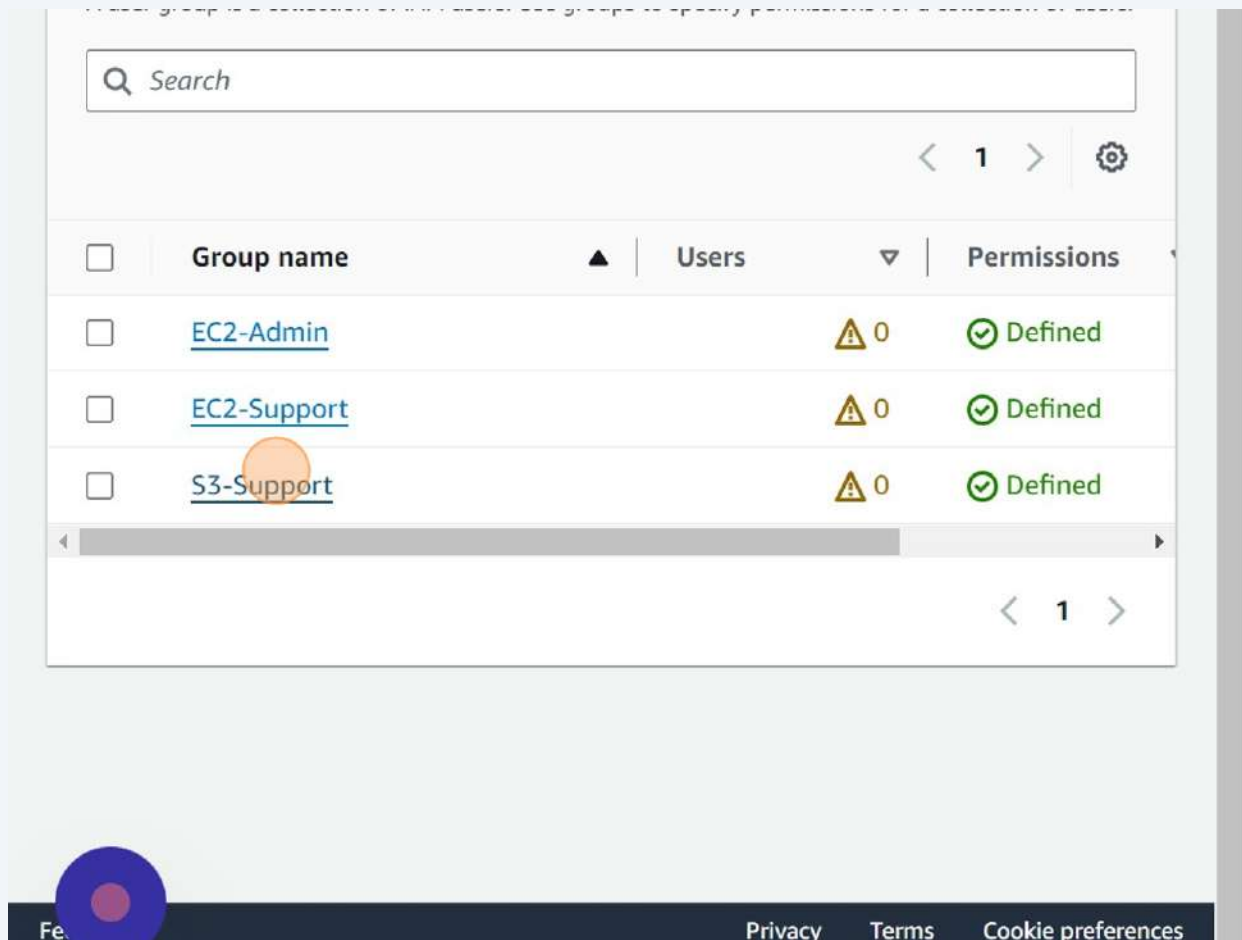 Search
1
Group name Users Permissions
EC2-Admin 0 Defined
EC2-Support 0 Defined
S3-Support 0 Defined
1
Privacy Terms Cookie preferences